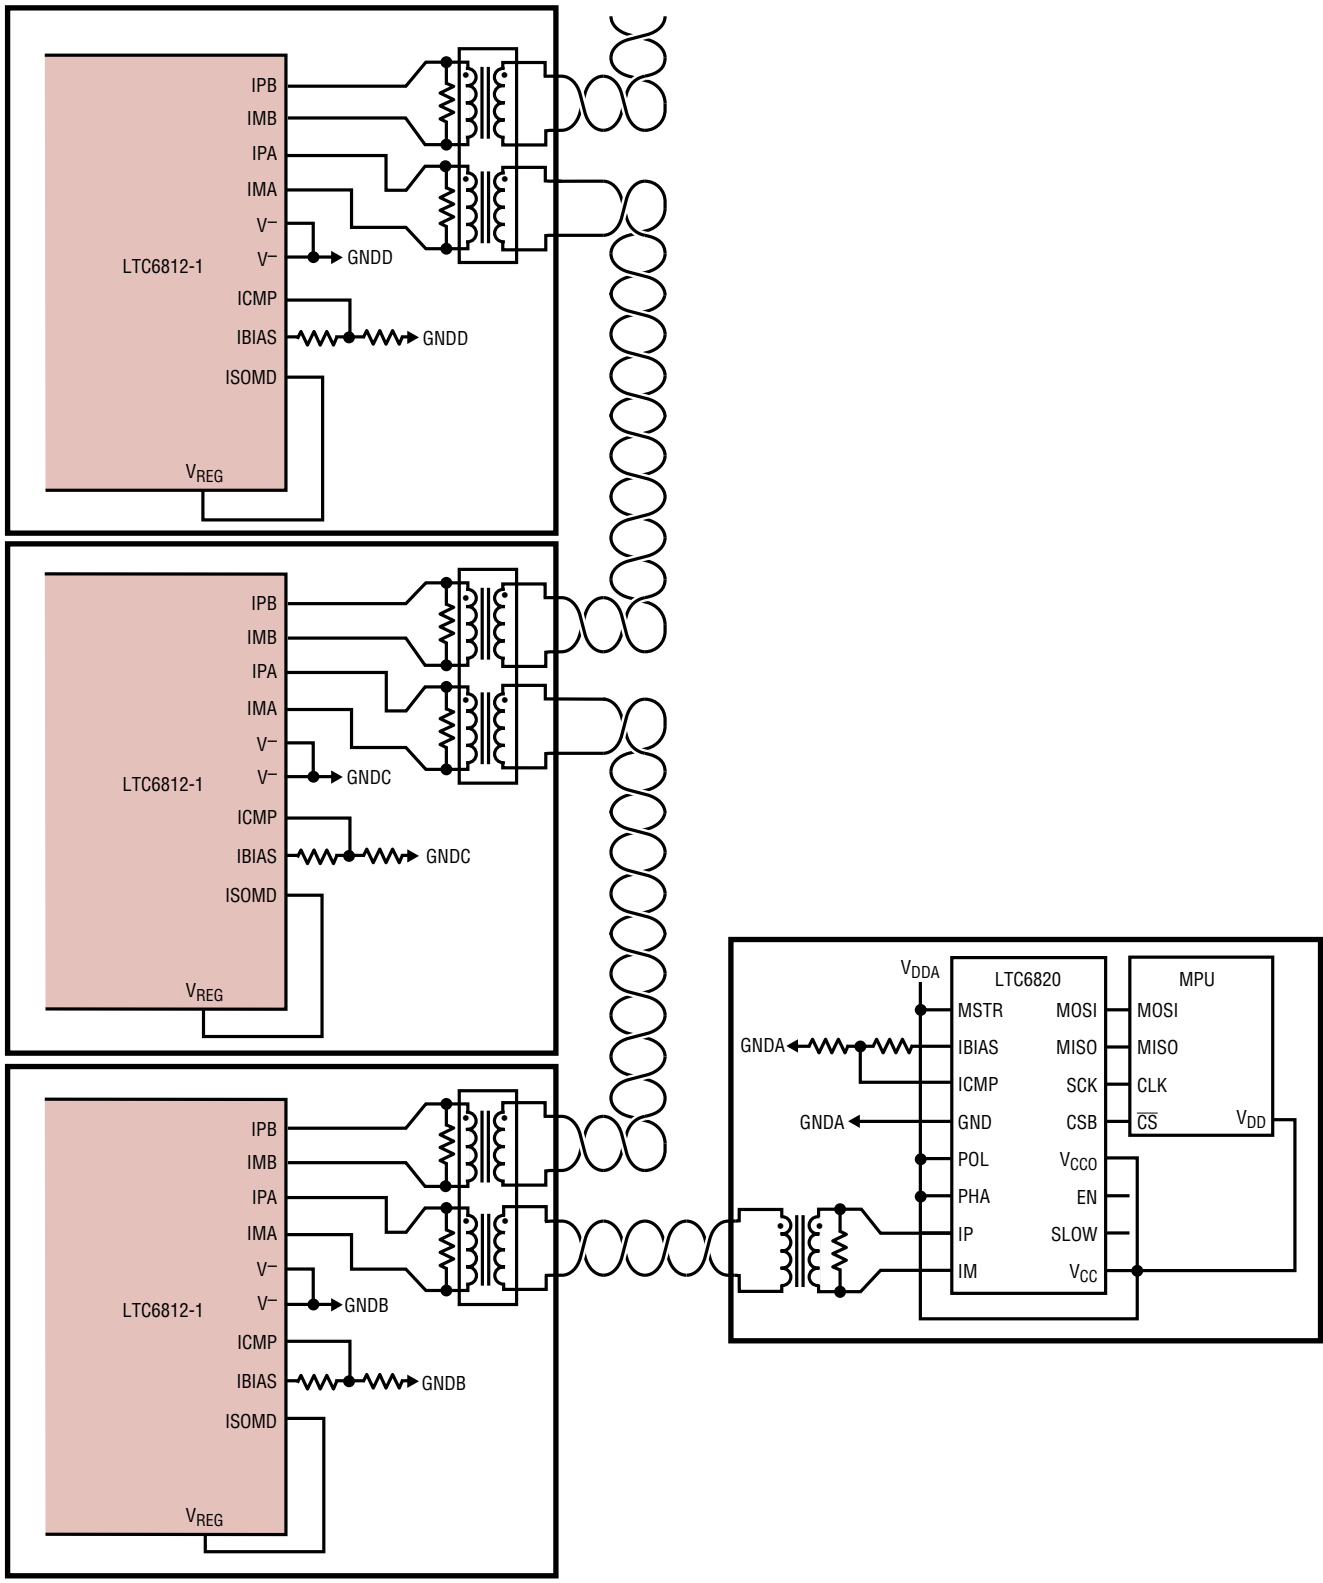 IPB
IMB
IPA
IMA
V–
V–
GNDD
LTC6812-1
ICMP
IBIAS
GNDD
ISOMD
VREG
IPB
IMB
IPA
IMA
V–
V–
GNDC
LTC6812-1
ICMP
IBIAS
GNDC
ISOMD
VREG
IPB
IMB
IPA
IMA
V–
V–
GNDB
LTC6812-1
ICMP
IBIAS
GNDB
ISOMD
VREG
VDDA
LTC6820
MSTR
IBIAS
GNDA
ICMP
GND
GNDA
POL
PHA
IP
IM
MOSI
MISO
SCK
CSB
VCCO
EN
SLOW
VCC
MPU
MOSI
MISO
CLK
CS
VDD